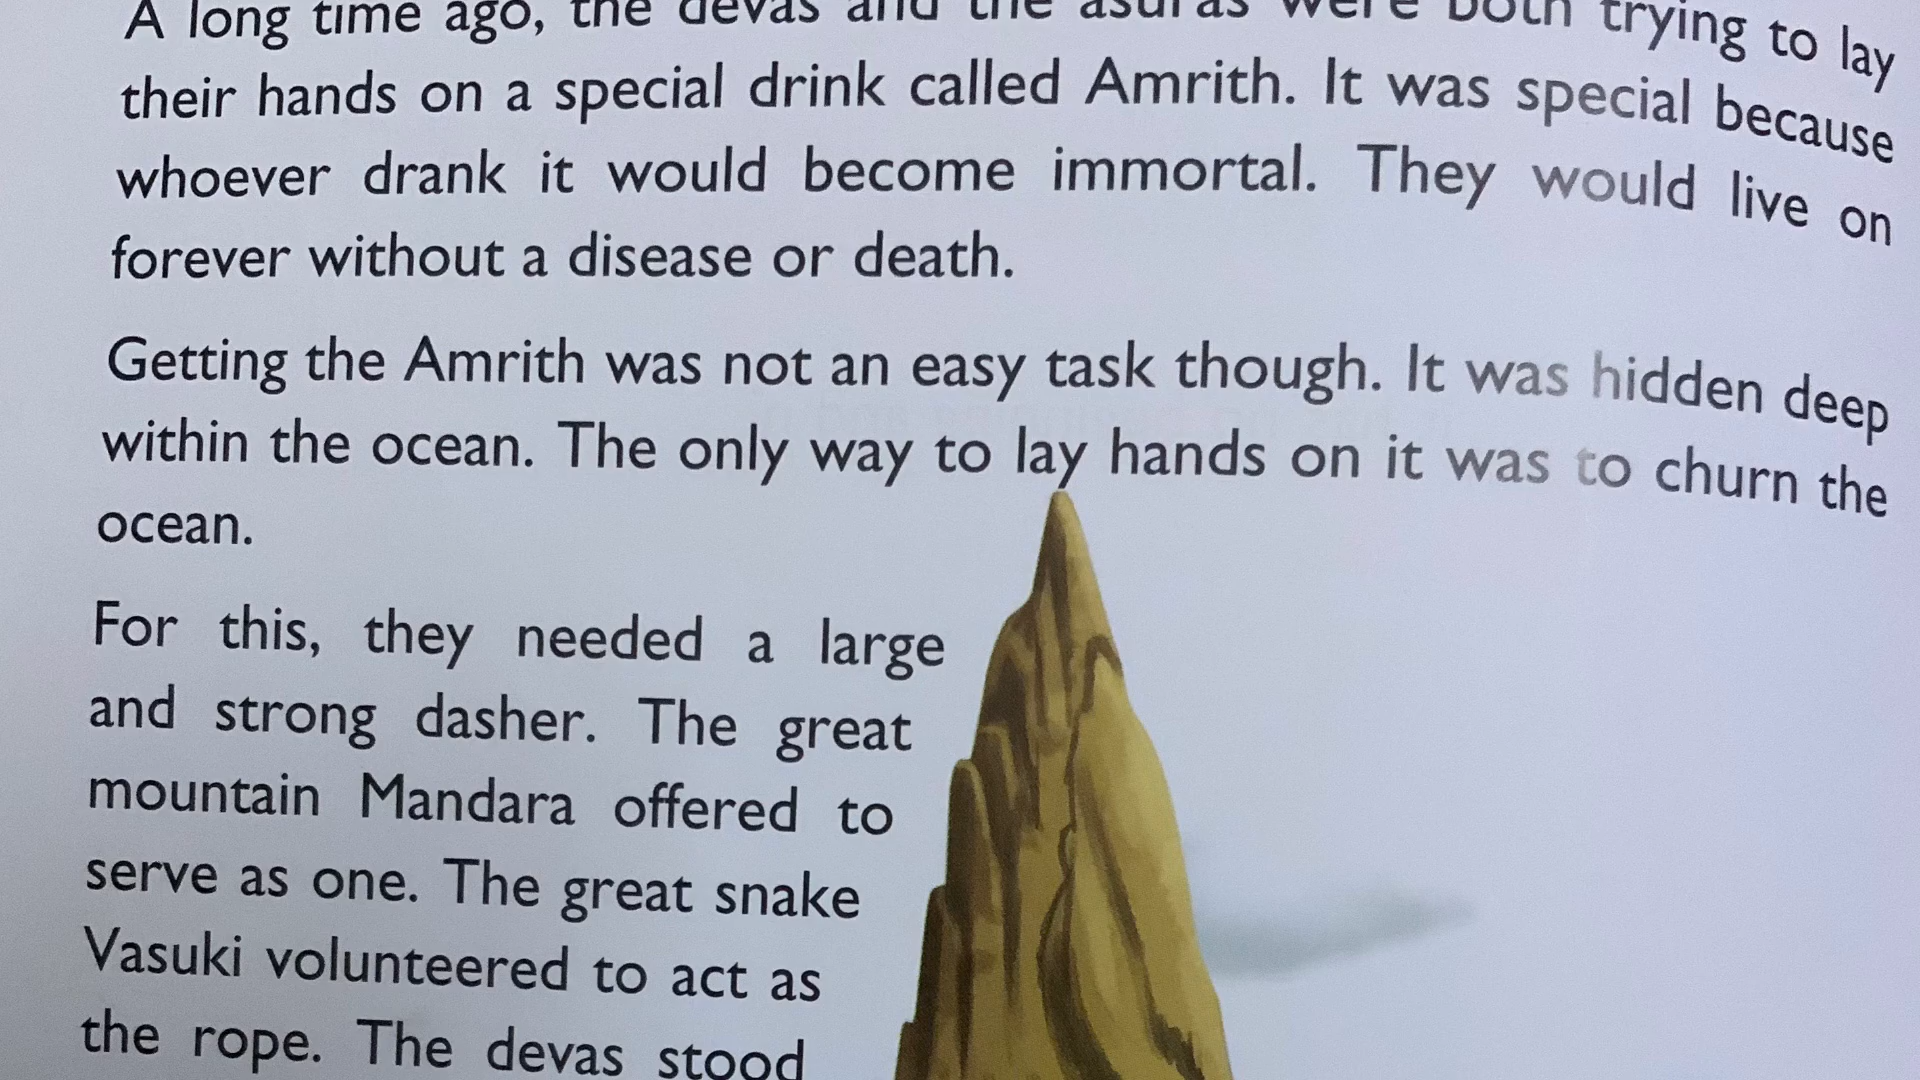 A long time ago, the devas and the asuras were both trying to lay
their hands on a special drink called Amrith. It was special because
whoever drank it would become immortal. They would live on
forever without a disease or death.
Getting the Amrith was not an easy task though. It was hidden deep
within the ocean. The only way to lay hands on it was to churn the
ocean.
For this, they needed a large
and strong dasher. The great
mountain Mandara offered to
serve as one. The great snake
Vasuki volunteered to act as
the rope. The devas stood